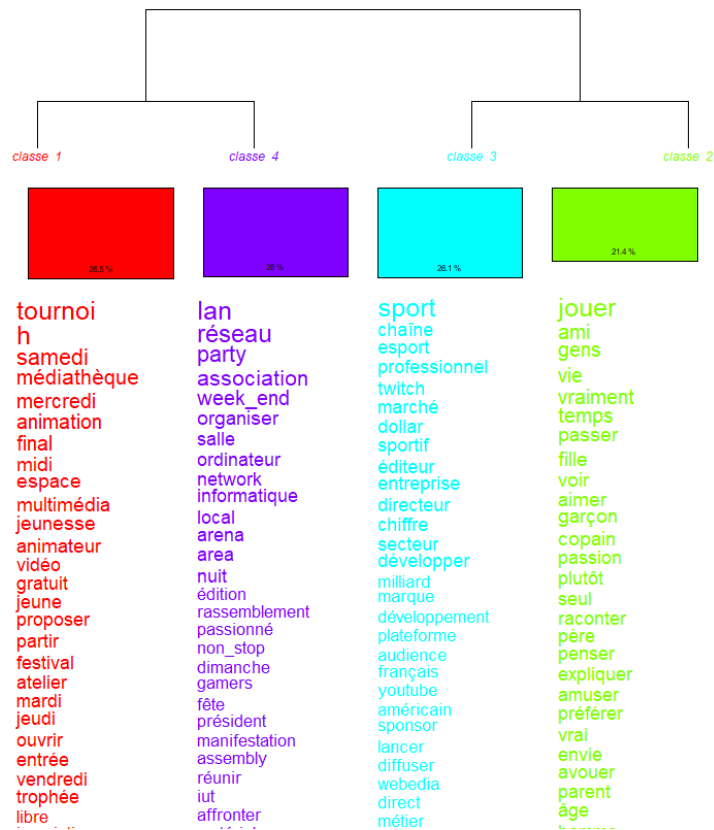 classe 1
classe 4
classe 3
classe 2
26.5 %
26 %
26.1 %
21.4 %
tournoi
h
samedi
médiathèque
mercredi
animation
final
midi
espace
multimédia
jeunesse
animateur
vidéo
gratuit
jeune
proposer
partir
festival
atelier
mardi
jeudi
ouvrir
entrée
vendredi
trophée
libre
lan
réseau
party
association
week_end
organiser
salle
ordinateur
network
informatique
local
arena
area
nuit
édition
rassemblement
passionné
non_stop
dimanche
gamers
fête
président
manifestation
assembly
réunir
iut
affronter
sport
chaîne
esport
professionnel
twitch
marché
dollar
sportif
éditeur
entreprise
directeur
chiffre
secteur
développer
milliard
marque
développement
plateforme
audience
français
youtube
américain
sponsor
lancer
diffuser
webedia
direct
métier
jouer
ami
gens
vie
vraiment
temps
passer
fille
voir
aimer
garçon
copain
passion
plutôt
seul
raconter
père
penser
expliquer
amuser
préférer
vrai
envie
avouer
parent
âge